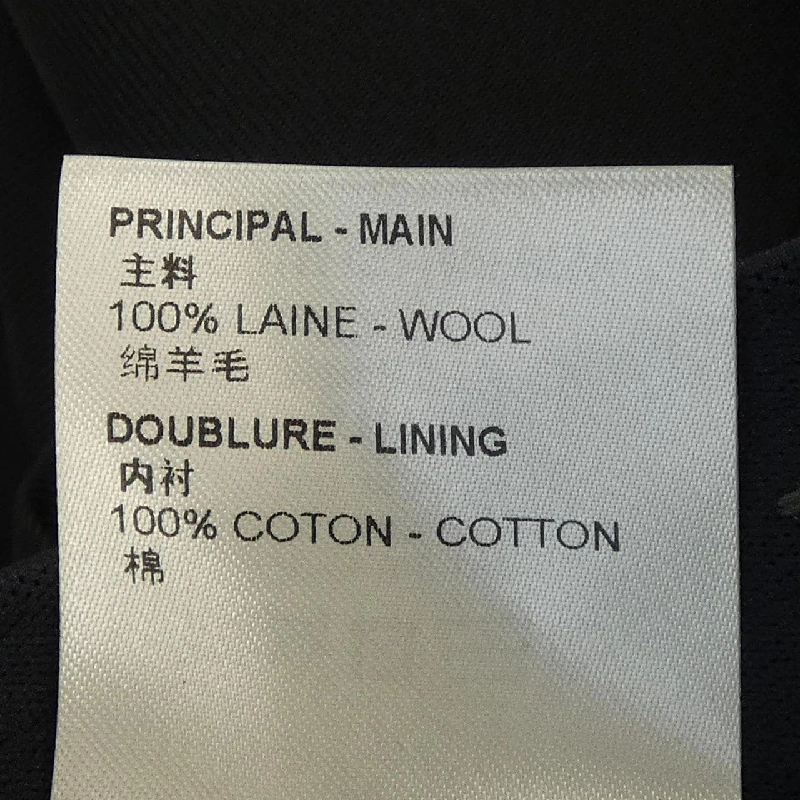 PRINCIPAL - MAIN
主料
100% LAINE - WOOL
绵羊毛
DOUBLURE - LINING
内衬
100% COTON - COTTON
棉